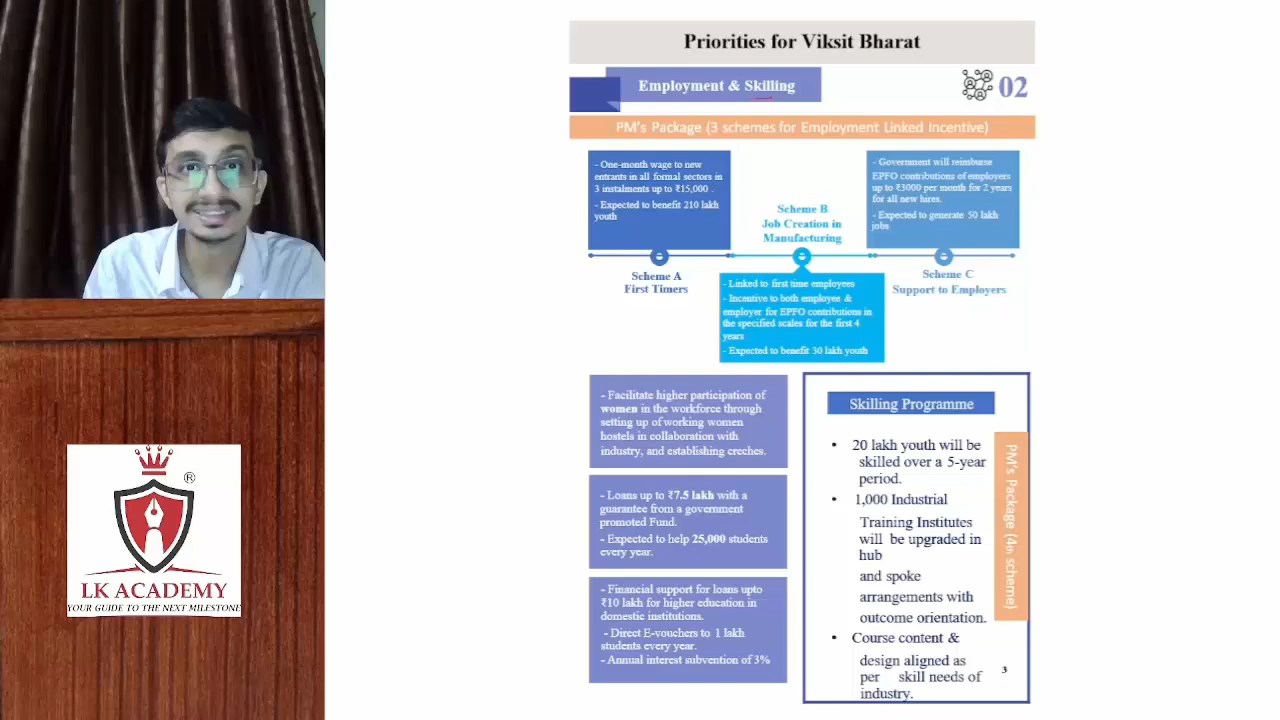 Priorities for Viksit Bharat
Employment & Skilling
02
PM's Package (3 schemes for Employment Linked Incentive)
- One-month wage to new
entrants in all formal sectors in
3 instalments up to ₹15,000 .
- Expected to benefit 210 lakh
youth
Scheme A
First Timers
Scheme B
Job Creation in
Manufacturing
- Linked to first time employees
- Incentive to both employee &
employer for EPFO contributions in
the specified scales for the first 4
years
- Expected to benefit 30 lakh youth
- Government will reimburse
EPFO contributions of employers
up to ₹3000 per month for 2 years
for all new hires.
- Expected to generate 50 lakh
jobs
Scheme C
Support to Employers
- Facilitate higher participation of
women in the workforce through
setting up of working women
hostels in collaboration with
industry, and establishing creches.
- Loans up to ₹7.5 lakh with a
guarantee from a government
promoted Fund.
- Expected to help 25,000 students
every year.
- Financial support for loans upto
₹10 lakh for higher education in
domestic institutions.
- Direct E-vouchers to 1 lakh
students every year.
- Annual interest subvention of 3%
Skilling Programme
• 20 lakh youth will be
skilled over a 5-year
period.
• 1,000 Industrial
Training Institutes
will be upgraded in
hub
and spoke
arrangements with
outcome orientation.
• Course content &
design aligned as
per skill needs of
industry.
PM's Package (4th scheme)
3
®
LK ACADEMY
YOUR GUIDE TO THE NEXT MILESTONE